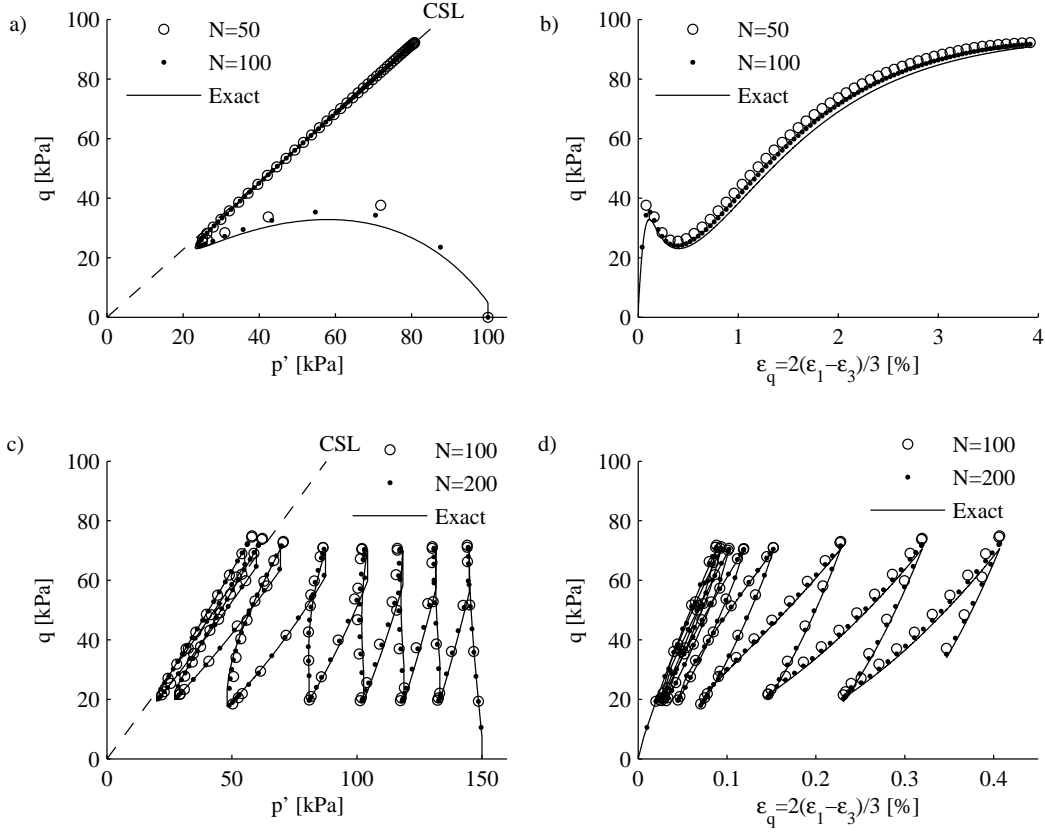 a)
CSL
N=50
N=100
Exact
100
80
60
40
20
0
q [kPa]
0 20 40 60 80 100
p’ [kPa]
b)
N=50
N=100
Exact
100
80
60
40
20
0
q [kPa]
0 1 2 3 4
ε_q=2(ε_1−ε_3)/3 [%]
c)
CSL
N=100
N=200
Exact
100
80
60
40
20
0
q [kPa]
0 50 100 150
p’ [kPa]
d)
N=100
N=200
Exact
100
80
60
40
20
0
q [kPa]
0 0.1 0.2 0.3 0.4
ε_q=2(ε_1−ε_3)/3 [%]